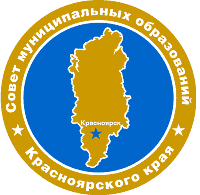 Совет муниципальных образований
Красноярск
Красноярского края